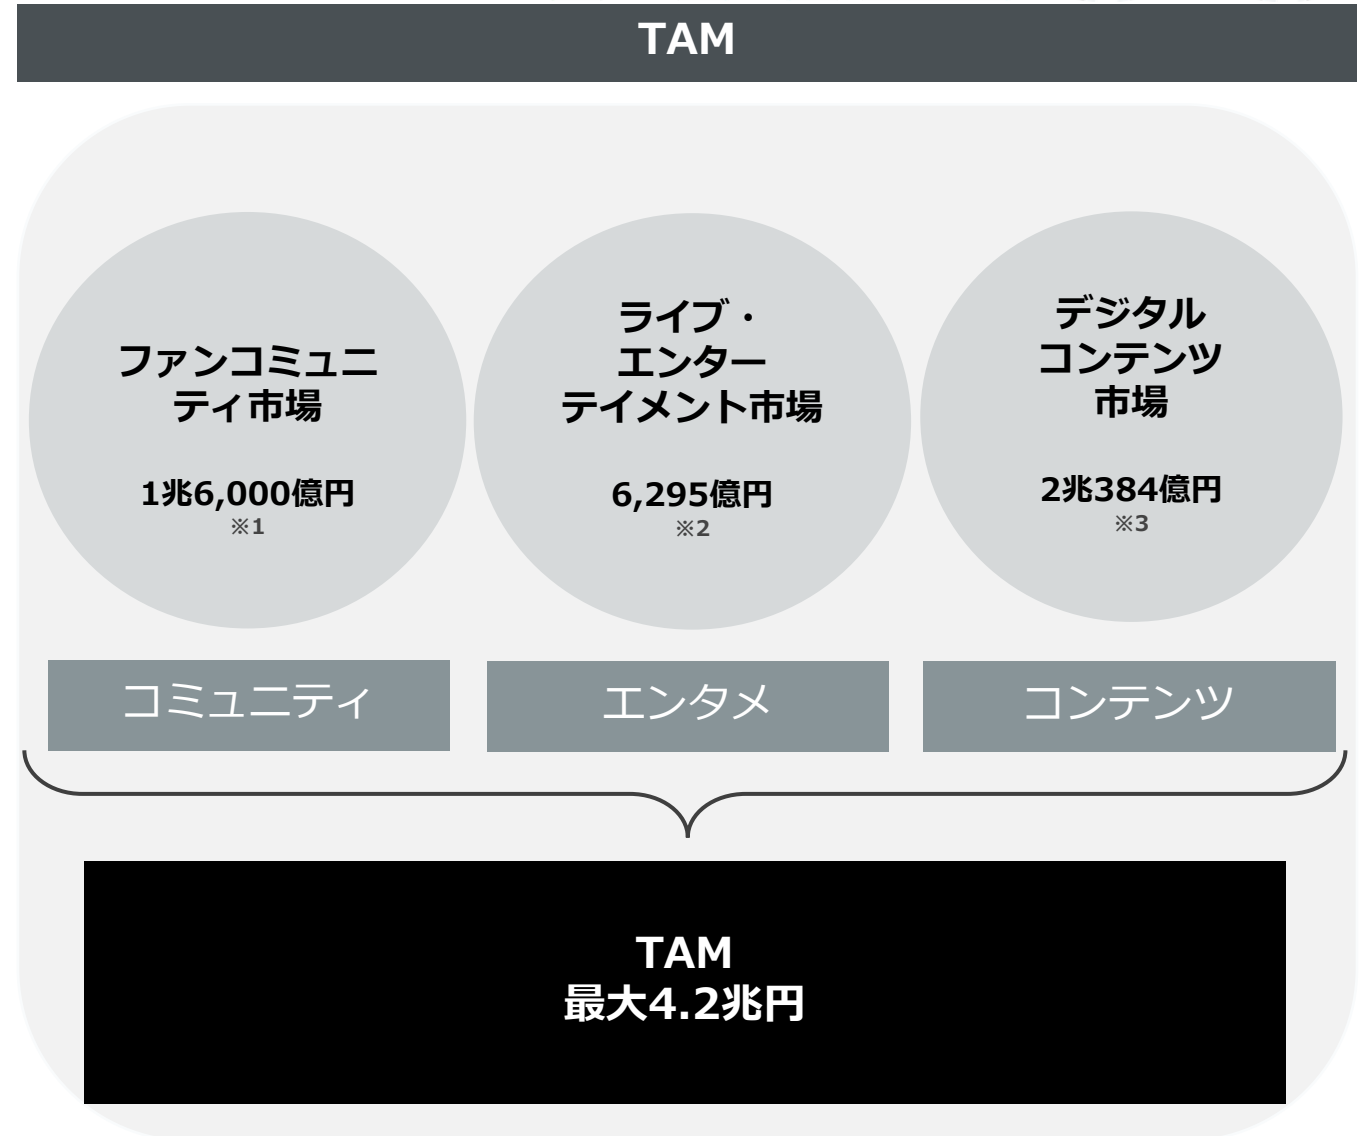 TAM
ファンコミュニ
ティ市場
1兆6,000億円
※1
ライブ・
エンター
テイメント市場
6,295億円
※2
デジタル
コンテンツ
市場
2兆384億円
※3
コミュニティ
エンタメ
コンテンツ
TAM
最大4.2兆円